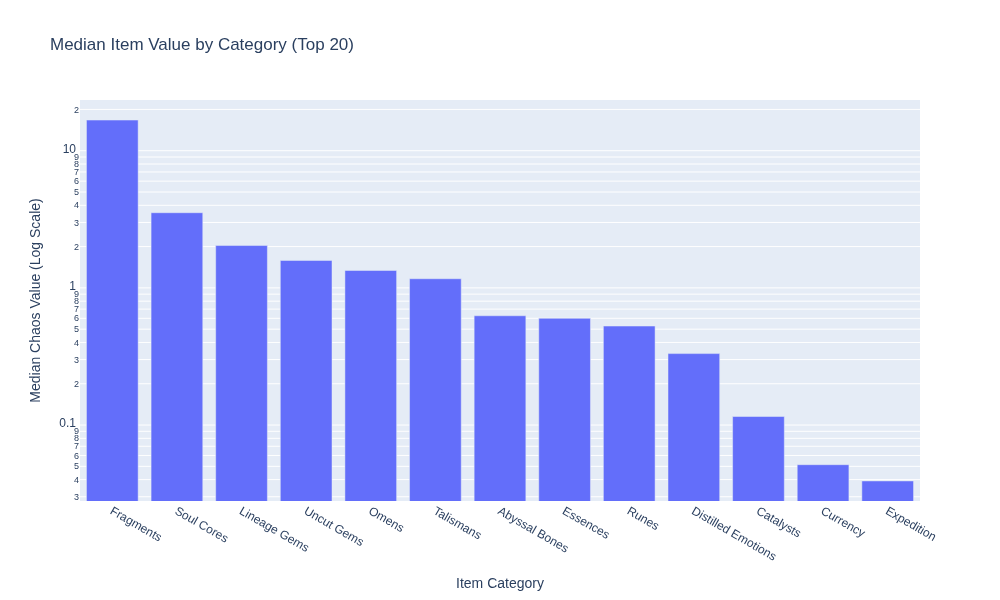 Median Item Value by Category (Top 20)
Median Chaos Value (Log Scale)
2
10
9
8
7
6
5
4
3
2
1
9
8
7
6
5
4
3
2
0.1
9
8
7
6
5
4
3
Fragments
Soul Cores
Lineage Gems
Uncut Gems
Omens
Talismans
Abyssal Bones
Essences
Runes
Distilled Emotions
Catalysts
Currency
Expedition
Item Category